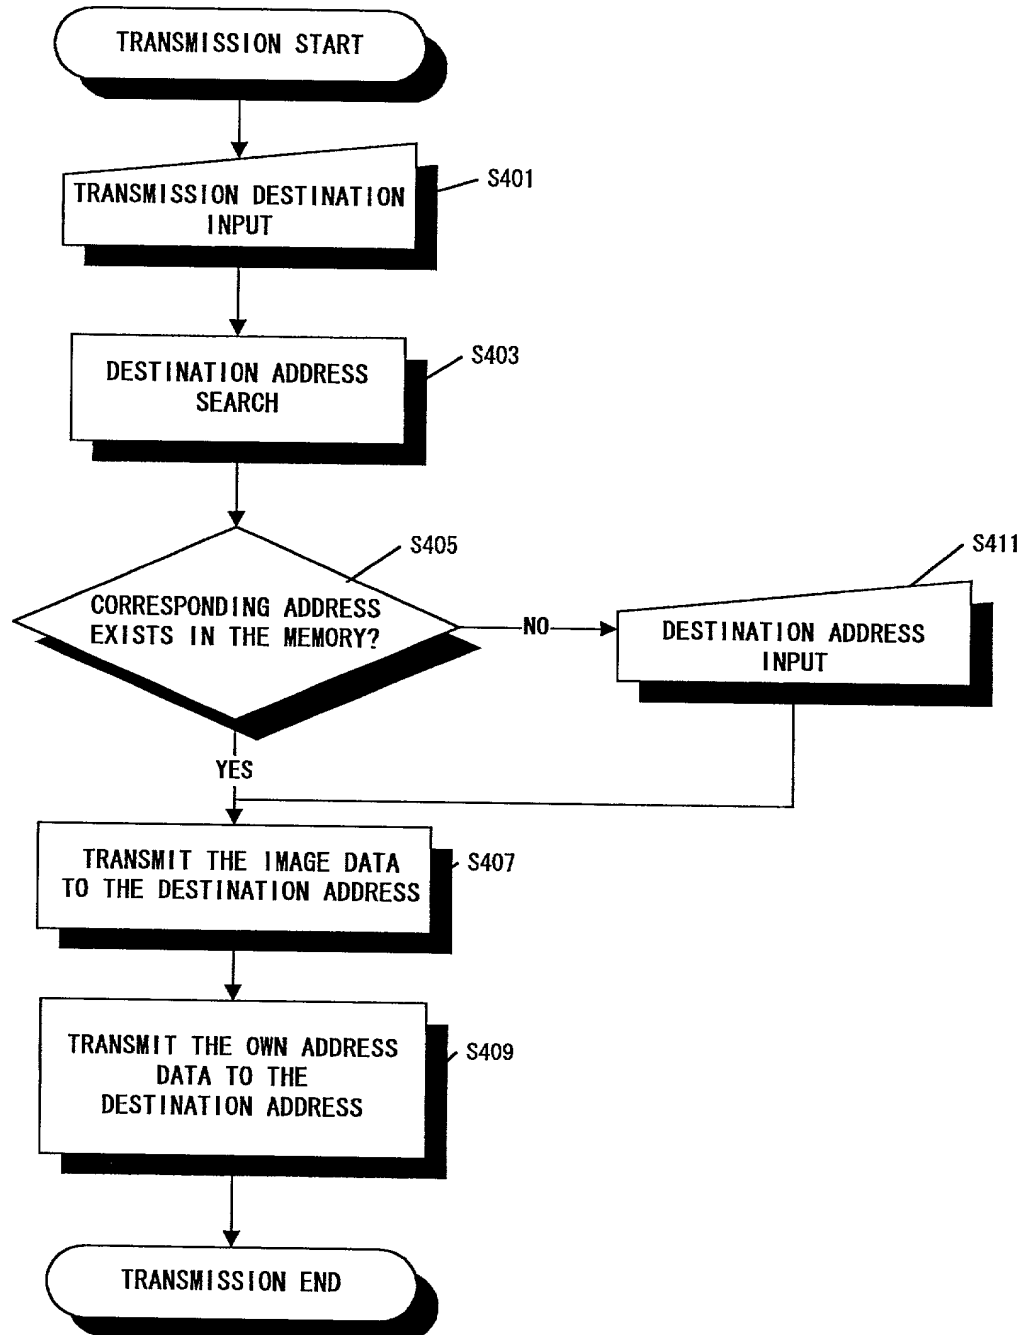 TRANSMISSION START
TRANSMISSION DESTINATION
INPUT
S401
DESTINATION ADDRESS
SEARCH
S403
CORRESPONDING ADDRESS
EXISTS IN THE MEMORY?
S405
NO
DESTINATION ADDRESS
INPUT
S411
YES
TRANSMIT THE IMAGE DATA
TO THE DESTINATION ADDRESS
S407
TRANSMIT THE OWN ADDRESS
DATA TO THE
DESTINATION ADDRESS
S409
TRANSMISSION END